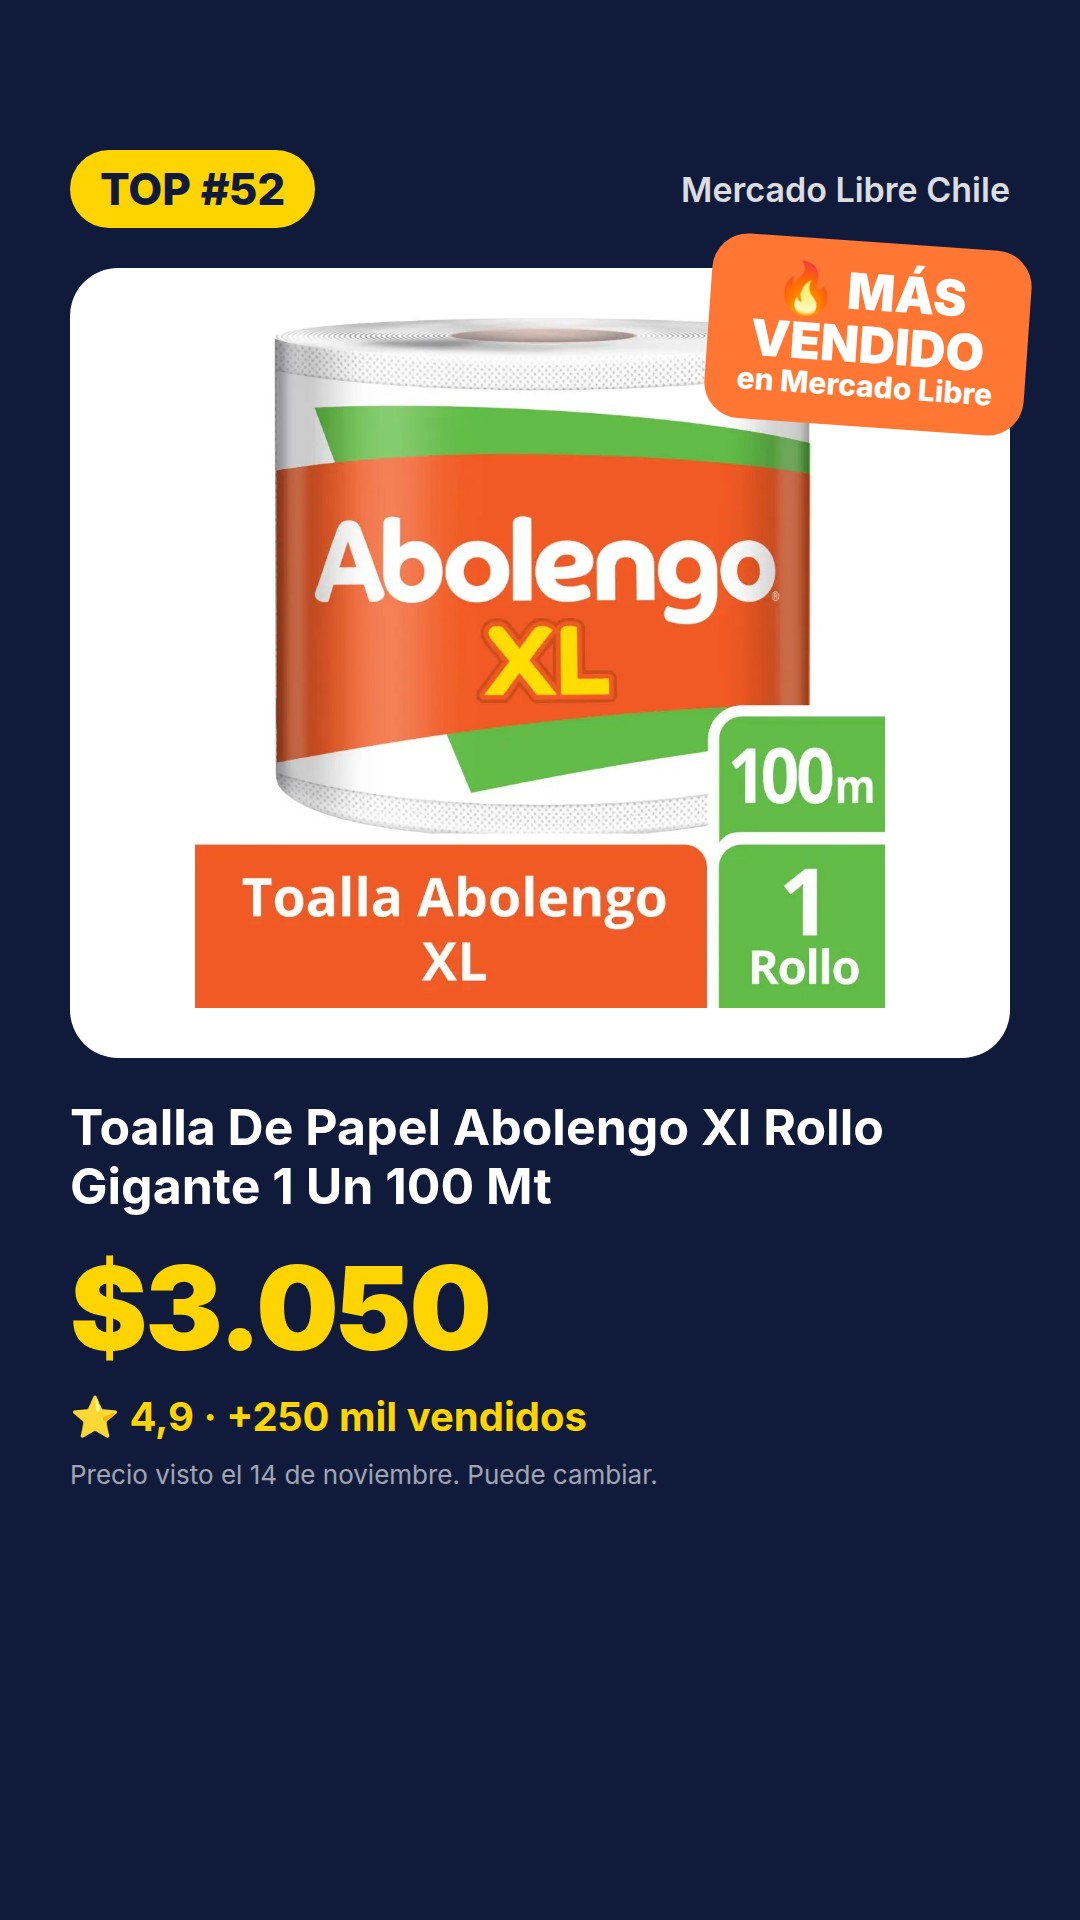 TOP #52
Mercado Libre Chile
🔥 MÁS
VENDIDO
en Mercado Libre
Abolengo®
XL
100m
Toalla Abolengo
XL
1
Rollo
Toalla De Papel Abolengo Xl Rollo
Gigante 1 Un 100 Mt
$3.050
⭐ 4,9 · +250 mil vendidos
Precio visto el 14 de noviembre. Puede cambiar.